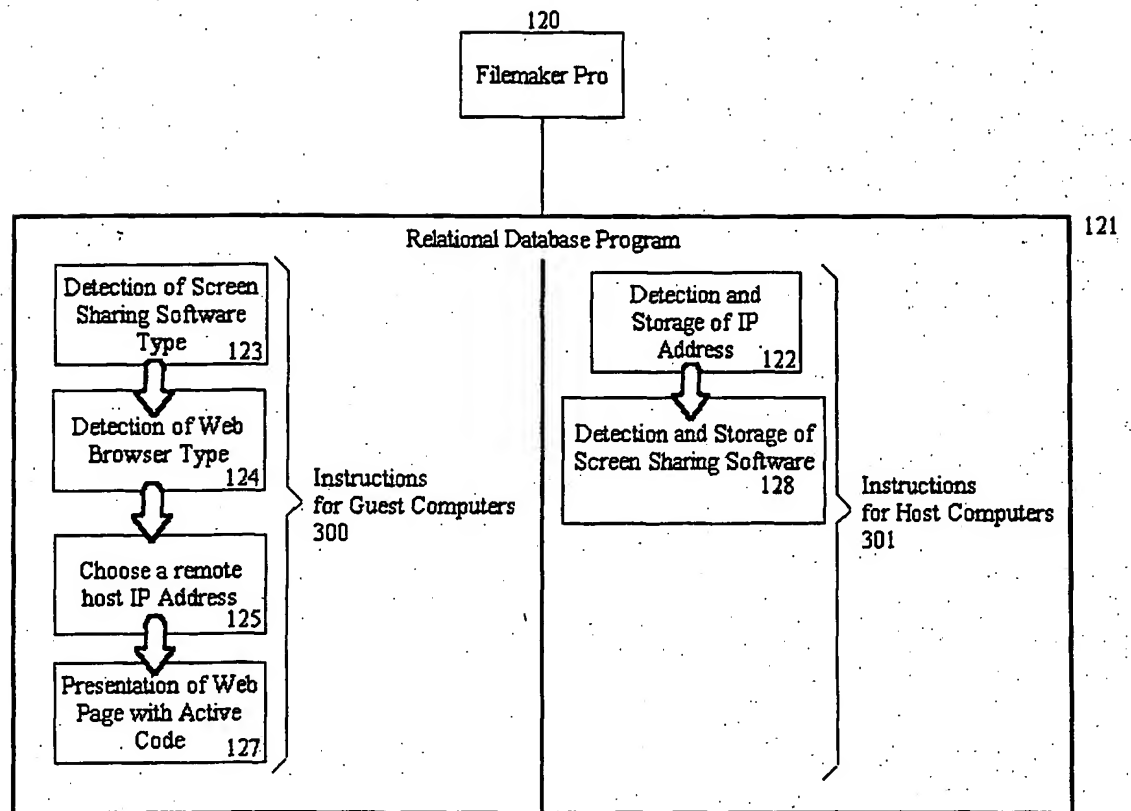 120
Filemaker Pro
121
Relational Database Program
Detection of Screen
Sharing Software
Type
123
Detection of Web
Browser Type
124
Choose a remote
host IP Address
125
Presentation of Web
Page with Active
Code
127
Instructions
for Guest Computers
300
Detection and
Storage of IP
Address
122
Detection and Storage of
Screen Sharing Software
128
Instructions
for Host Computers
301